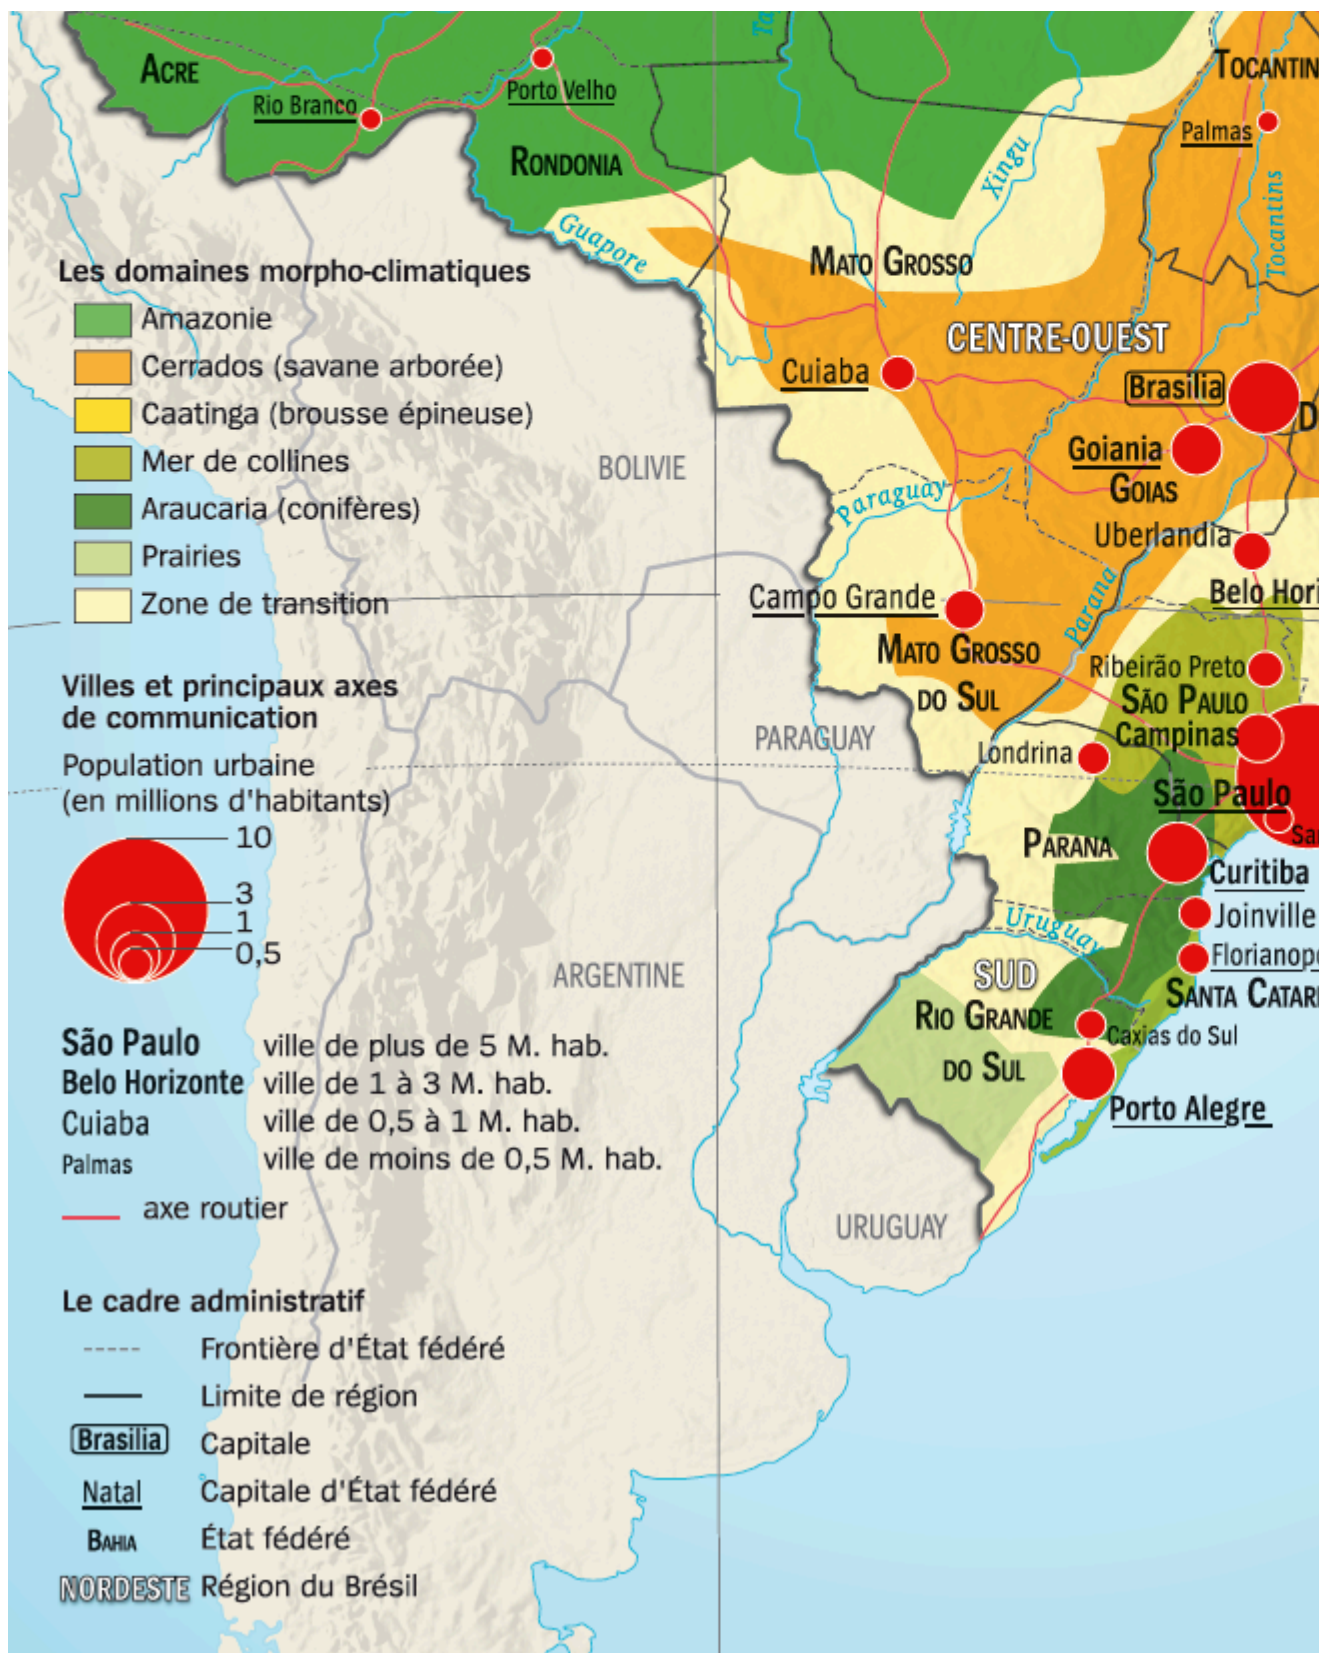 ACRE
Rio Branco
Porto Velho
RONDONIA
Ta
Xingu
TOCANTIN
Palmas
Tocantins
Guapore
MATO GROSSO
CENTRE-OUEST
Cuiaba
Brasilia
D
Goiania
GOIAS
BOLIVIE
Paraguay
Uberlandia
Campo Grande
Parana
Belo Hori
MATO GROSSO
DO SUL
Ribeirão Preto
SÃO PAULO
Campinas
PARAGUAY
Londrina
São Paulo
Sa
PARANA
Curitiba
Joinville
Uruguay
Florianop
SUD
ARGENTINE
SANTA CATAR
RIO GRANDE
DO SUL
Caxias do Sul
Porto Alegre
URUGUAY
Les domaines morpho-climatiques
Amazonie
Cerrados (savane arborée)
Caatinga (brousse épineuse)
Mer de collines
Araucaria (conifères)
Prairies
Zone de transition
Villes et principaux axes
de communication
Population urbaine
(en millions d'habitants)
10
3
1
0,5
São Paulo ville de plus de 5 M. hab.
Belo Horizonte ville de 1 à 3 M. hab.
Cuiaba ville de 0,5 à 1 M. hab.
Palmas ville de moins de 0,5 M. hab.
axe routier
Le cadre administratif
Frontière d'État fédéré
Limite de région
Brasilia Capitale
Natal Capitale d'État fédéré
BAHIA État fédéré
NORDESTE Région du Brésil